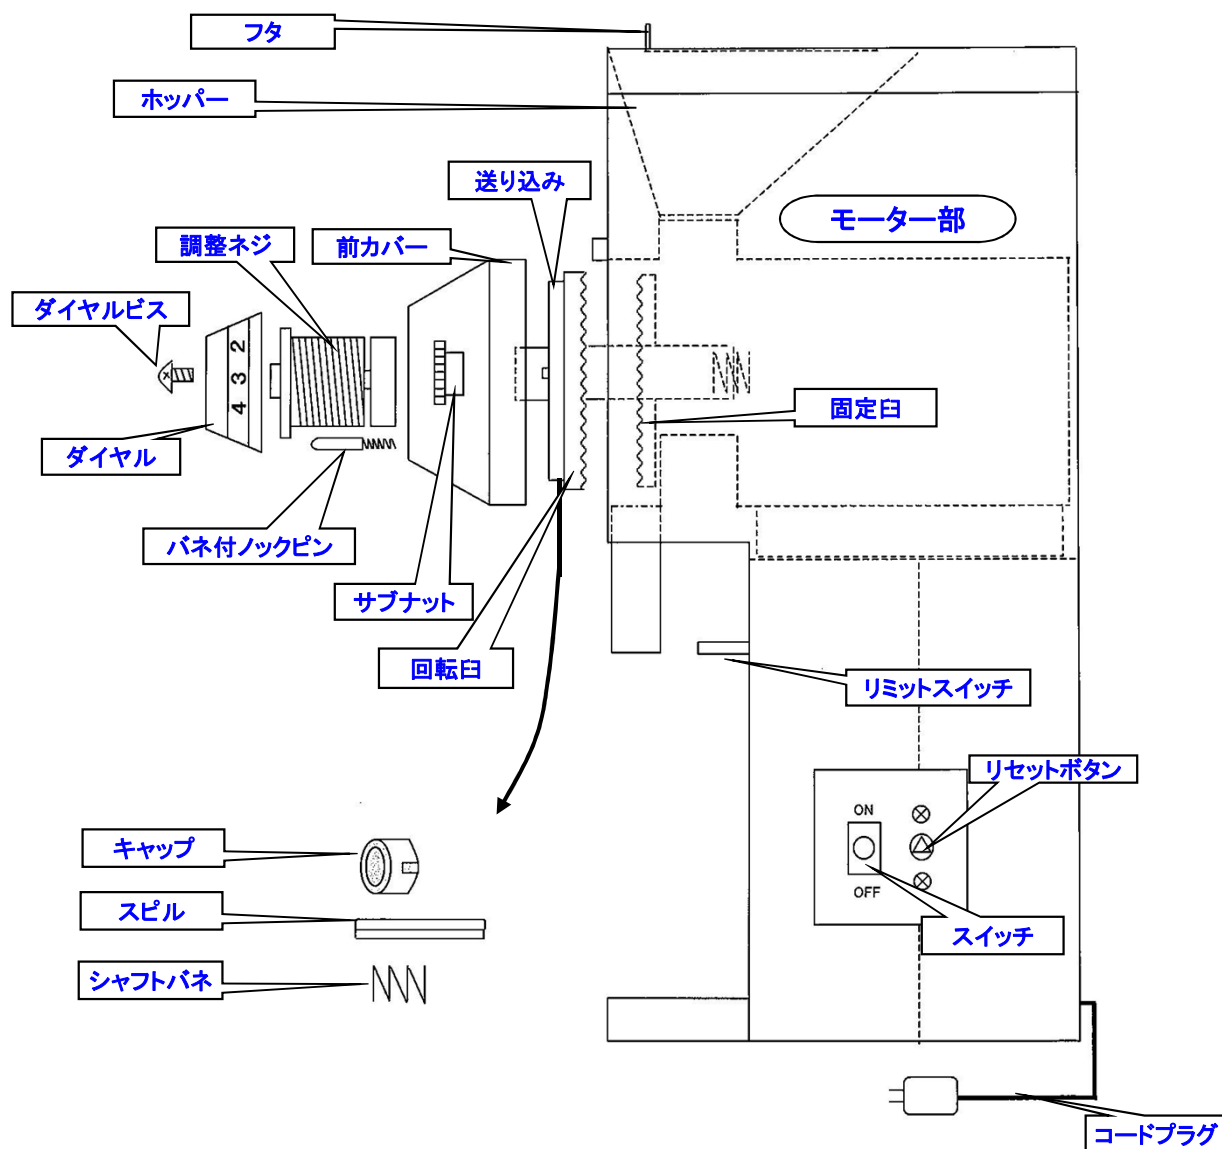 フタ
ホッパー
送り込み
モーター部
調整ネジ
前カバー
ダイヤルビス
2
3
4
固定臼
ダイヤル
バネ付ノックピン
サブナット
回転臼
リミットスイッチ
リセットボタン
ON
キャップ
OFF
スピル
スイッチ
シャフトバネ
コードプラグ